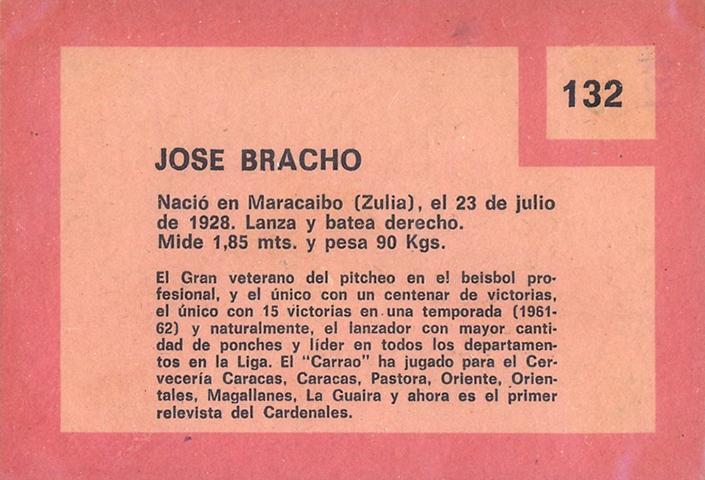 132
JOSE BRACHO
Nació en Maracaibo (Zulia), el 23 de julio
de 1928. Lanza y batea derecho.
Mide 1,85 mts. y pesa 90 Kgs.
El Gran veterano del pitcheo en el beisbol pro-
fesional, y el único con un centenar de victorias,
el único con 15 victorias en una temporada (1961-
62) y naturalmente, el lanzador con mayor canti-
dad de ponches y líder en todos los departamen-
tos en la Liga. El "Carrao" ha jugado para el Cer-
vecería Caracas, Caracas, Pastora, Oriente, Orien-
tales, Magallanes, La Guaira y ahora es el primer
relevista del Cardenales.